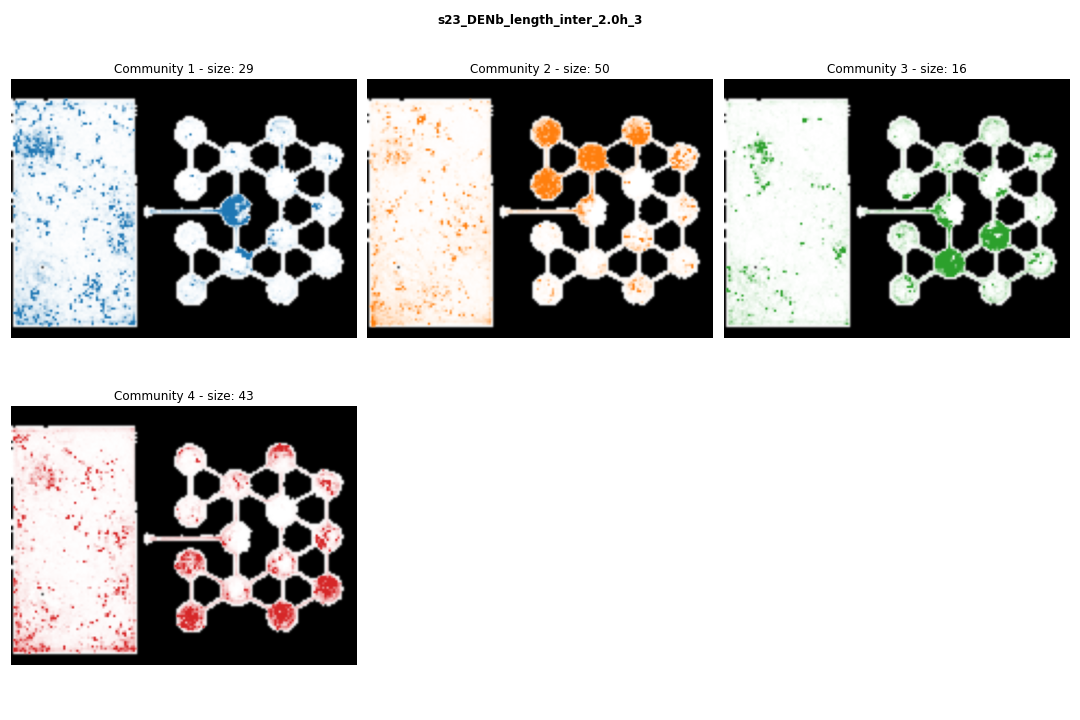 s23_DENb_length_inter_2.0h_3
Community 1 - size: 29
Community 2 - size: 50
Community 3 - size: 16
Community 4 - size: 43